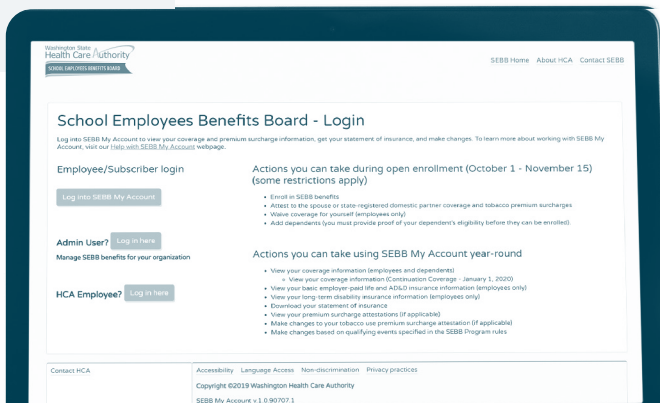 Washington State
Health Care Authority
SCHOOL EMPLOYEES BENEFITS BOARD
SEBB Home About HCA Contact SEBB
School Employees Benefits Board - Login
Log into SEBB My Account to view your coverage and premium surcharge information, get your statement of insurance, and make changes. To learn more about working with SEBB My
Account, visit our Help with SEBB My Account webpage.
Employee/Subscriber login
Log into SEBB My Account
Admin User? Log in here
Manage SEBB benefits for your organization
HCA Employee? Log in here
Actions you can take during open enrollment (October 1 - November 15)
(some restrictions apply)
• Enroll in SEBB benefits
• Attest to the spouse or state-registered domestic partner coverage and tobacco premium surcharges
• Waive coverage for yourself (employees only)
• Add dependents (you must provide proof of your dependent's eligibility before they can be enrolled).
Actions you can take using SEBB My Account year-round
• View your coverage information (employees and dependents)
◦ View your coverage information (Continuation Coverage - January 1, 2020)
• View your basic employer-paid life and AD&D insurance information (employees only)
• View your long-term disability insurance information (employees only)
• Download your statement of insurance
• View your premium surcharge attestations (if applicable)
• Make changes to your tobacco use premium surcharge attestation (if applicable)
• Make changes based on qualifying events specified in the SEBB Program rules
Contact HCA
Accessibility Language Access Non-discrimination Privacy practices
Copyright ©2019 Washington Health Care Authority
SEBB My Account v.1.0.90707.1